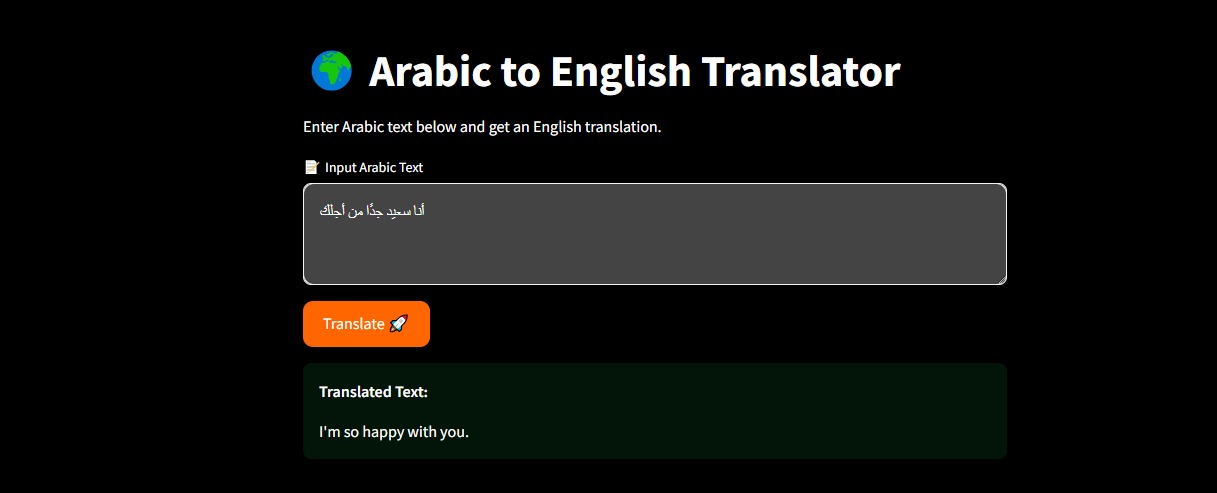 🌍 Arabic to English Translator
Enter Arabic text below and get an English translation.
📝 Input Arabic Text
أنا سعيد جدًا من أجلك
Translate 🚀
Translated Text:
I'm so happy with you.